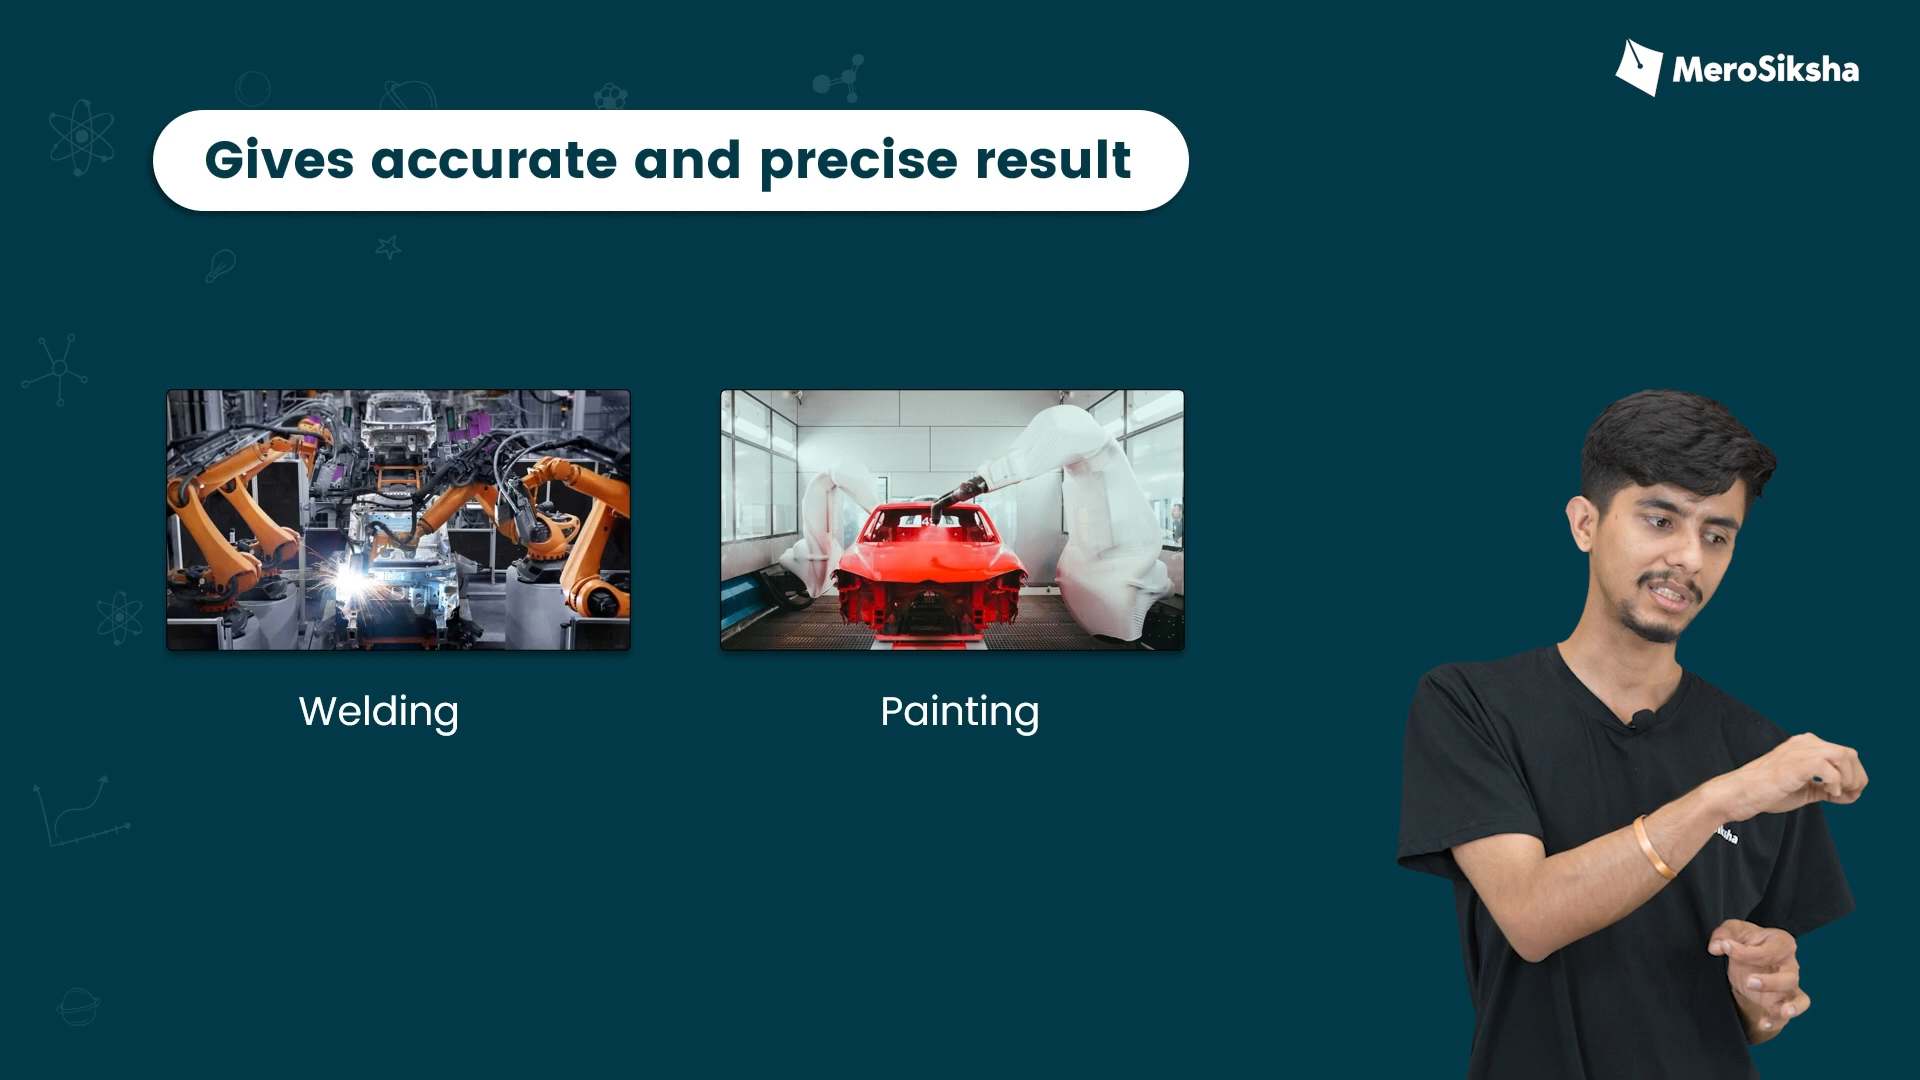 MeroSiksha
Gives accurate and precise result
Welding
Painting